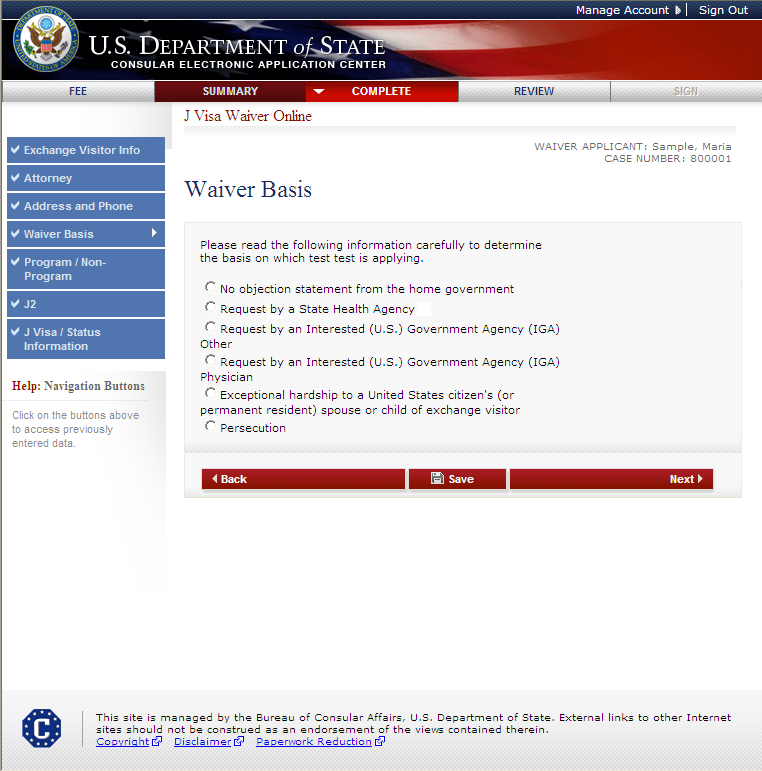 Manage Account
Sign Out
U.S. DEPARTMENT of STATE
CONSULAR ELECTRONIC APPLICATION CENTER
FEE
SUMMARY
COMPLETE
REVIEW
SIGN
J Visa Waiver Online
WAIVER APPLICANT: Sample, Maria
CASE NUMBER: 800001
Exchange Visitor Info
Attorney
Address and Phone
Waiver Basis
Program / Non-
Program
J2
J Visa / Status
Information
Help: Navigation Buttons
Click on the buttons above
to access previously
entered data.
Waiver Basis
Please read the following information carefully to determine
the basis on which test test is applying.
No objection statement from the home government
Request by a State Health Agency
Request by an Interested (U.S.) Government Agency (IGA)
Other
Request by an Interested (U.S.) Government Agency (IGA)
Physician
Exceptional hardship to a United States citizen's (or
permanent resident) spouse or child of exchange visitor
Persecution
Back
Save
Next
C
This site is managed by the Bureau of Consular Affairs, U.S. Department of State. External links to other Internet
sites should not be construed as an endorsement of the views contained therein.
Copyright Disclaimer Paperwork Reduction